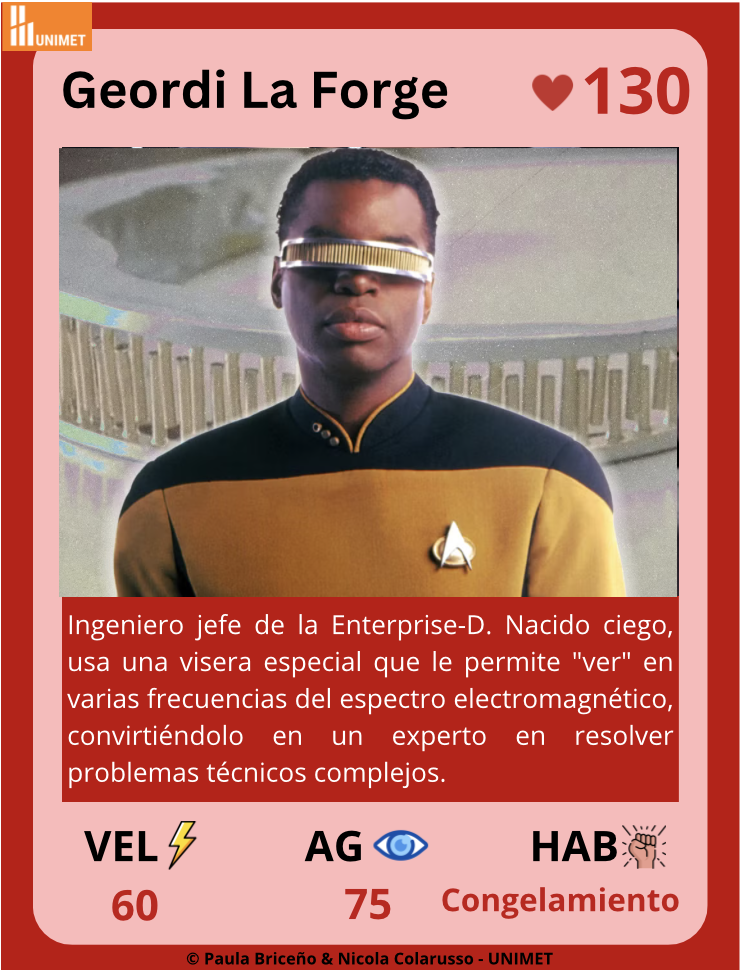 UNIMET
Geordi La Forge
130
Ingeniero jefe de la Enterprise-D. Nacido ciego,
usa una visera especial que le permite "ver" en
varias frecuencias del espectro electromagnético,
convirtiéndolo en un experto en resolver
problemas técnicos complejos.
VEL AG HAB
60 75 Congelamiento
© Paula Briceño & Nicola Colarusso - UNIMET